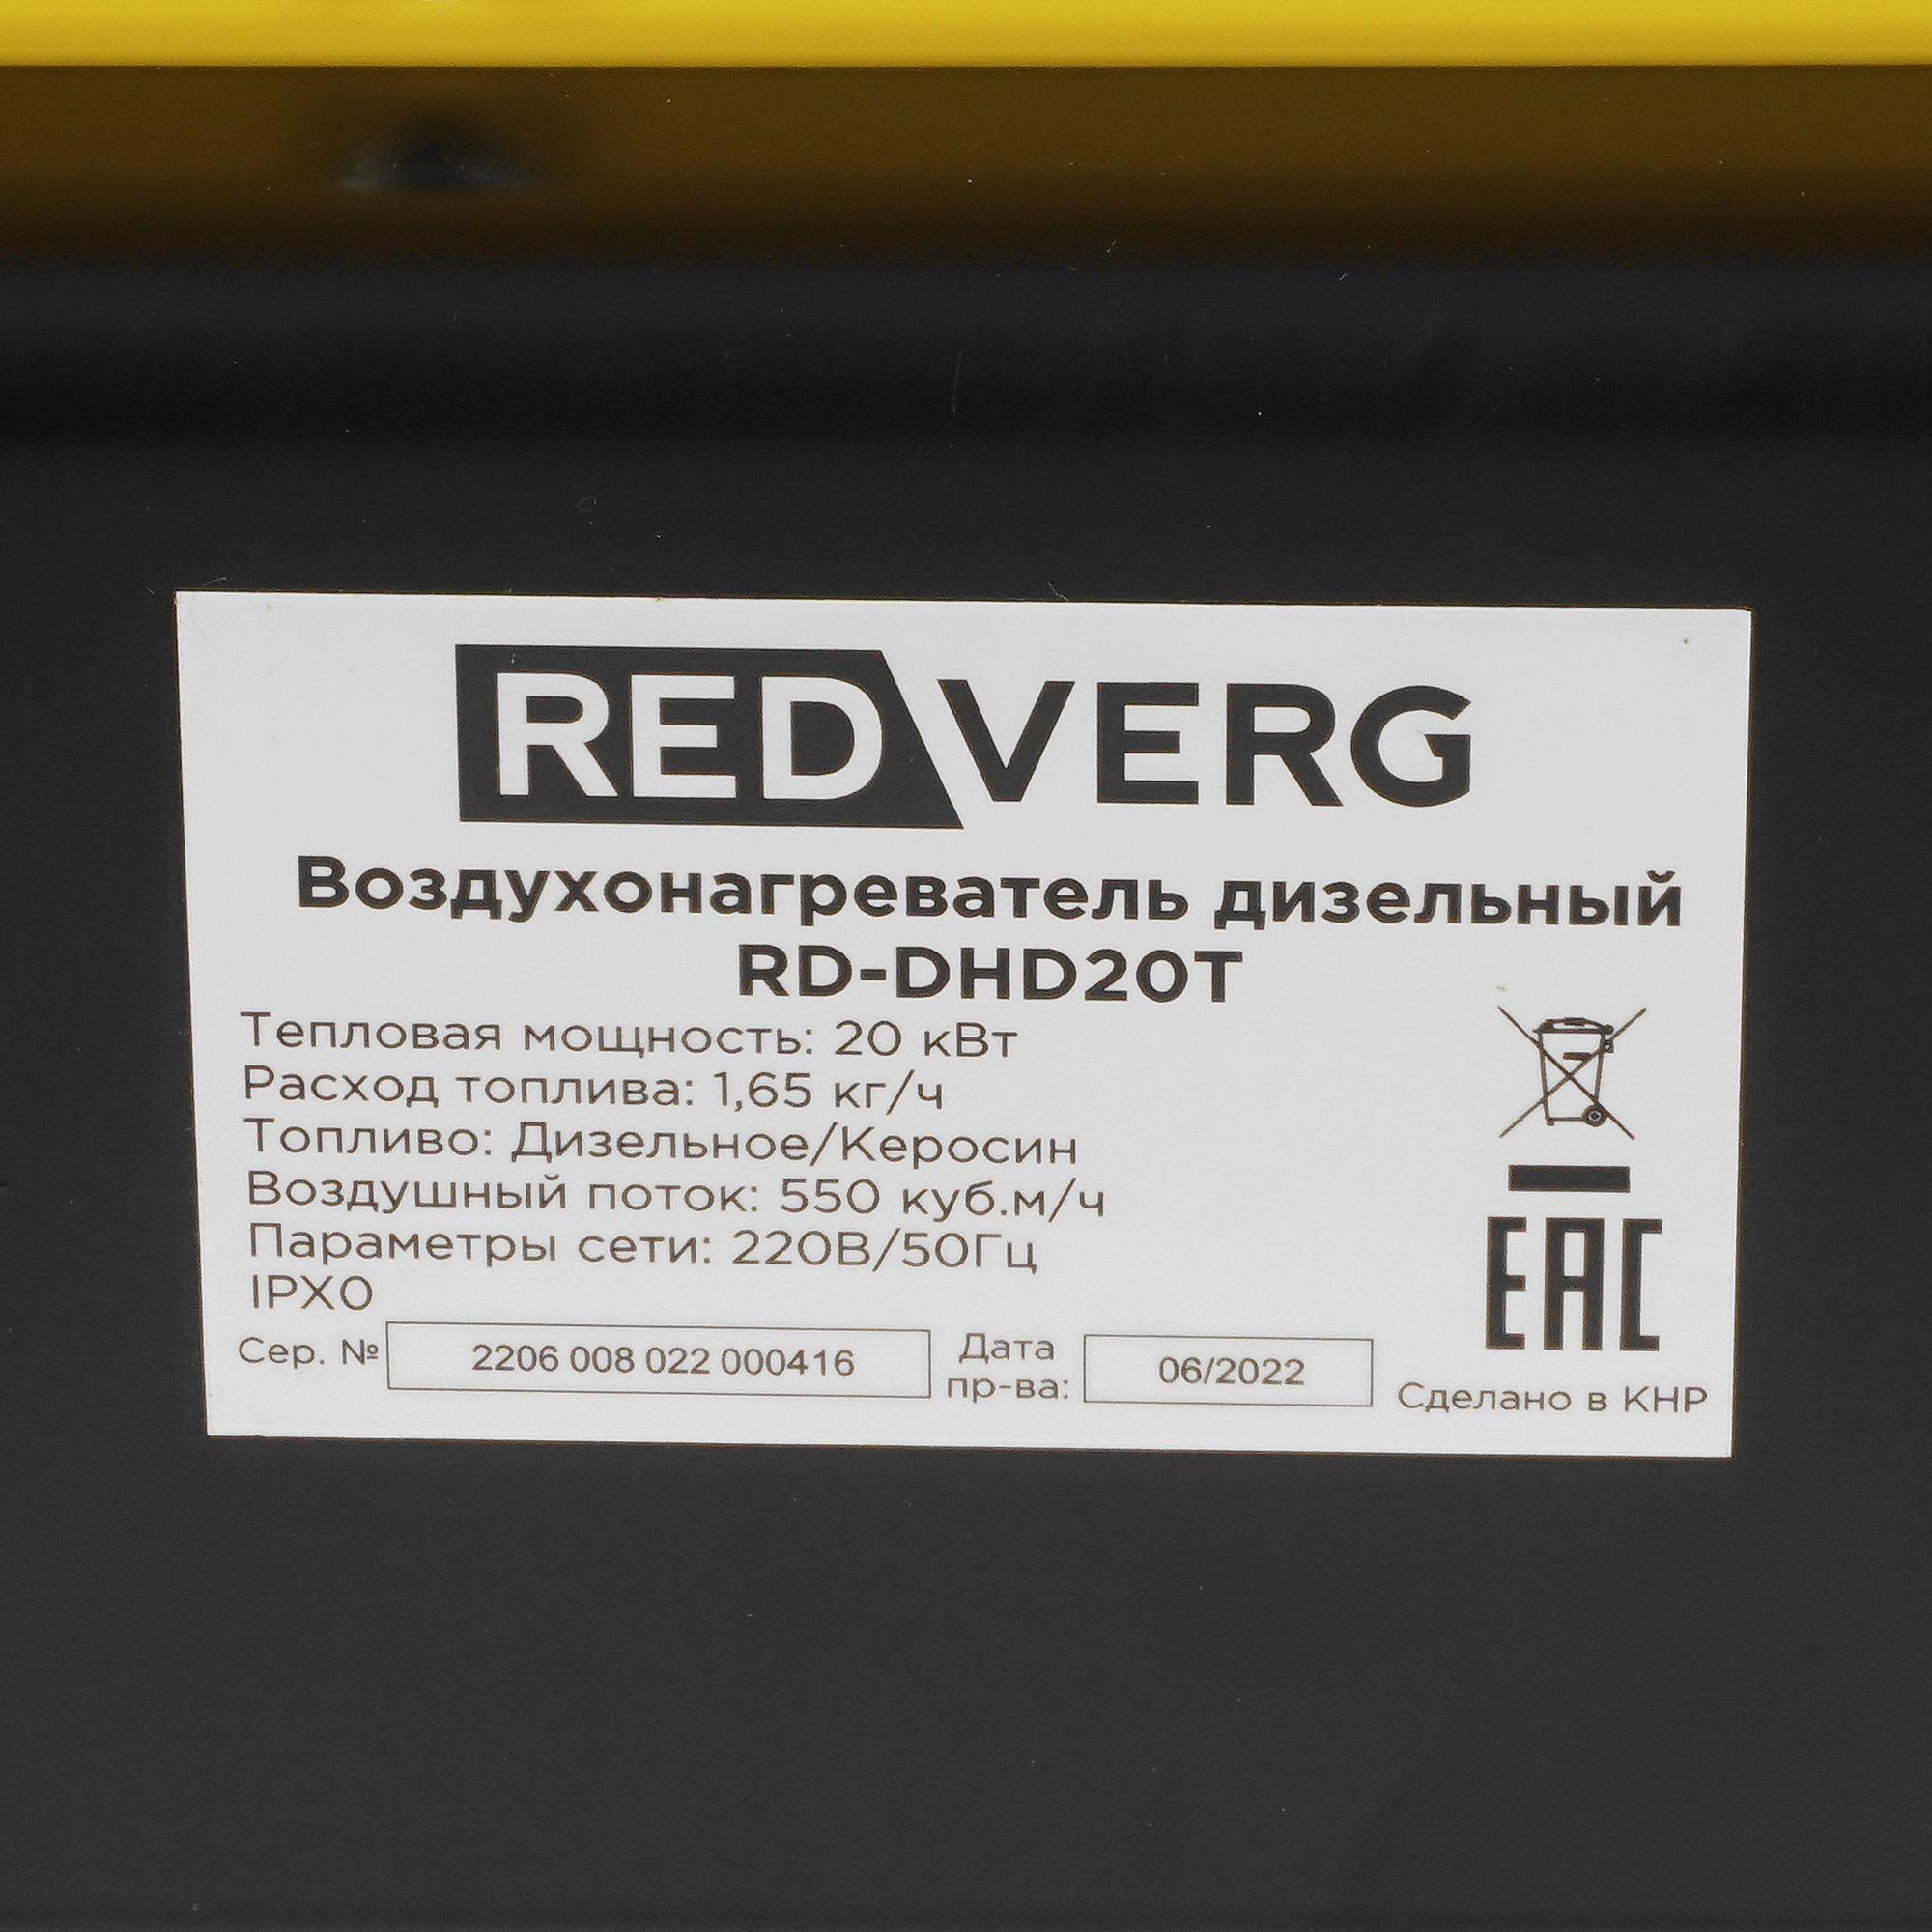 REDVERG
Воздухонагреватель дизельный
RD-DHD20T
Тепловая мощность: 20 кВт
Расход топлива: 1,65 кг/ч
Топливо: Дизельное/Керосин
Воздушный поток: 550 куб.м/ч
Параметры сети: 220В/50Гц
IPX0
Сер. № 2206 008 022 000416
Дата
пр-ва: 06/2022
EAC
Сделано в КНР